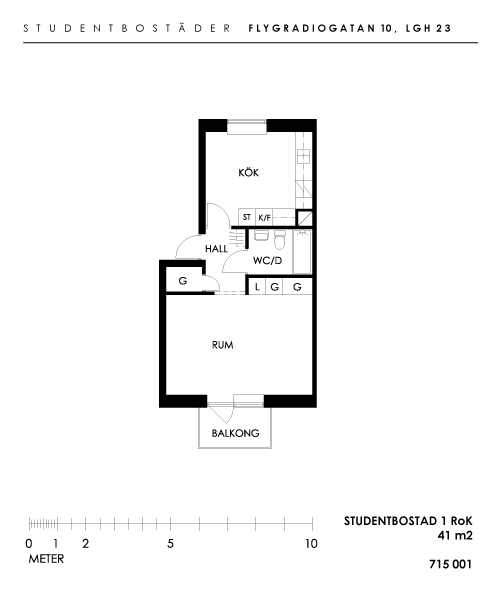 STUDENTBOSTÄDER FLYGRADIOGATAN 10, LGH 23
KÖK
ST K/F
HALL
WC/D
G
L G G
RUM
BALKONG
0 1 2 5 10
METER
STUDENTBOSTAD 1 RoK
41 m2
715 001